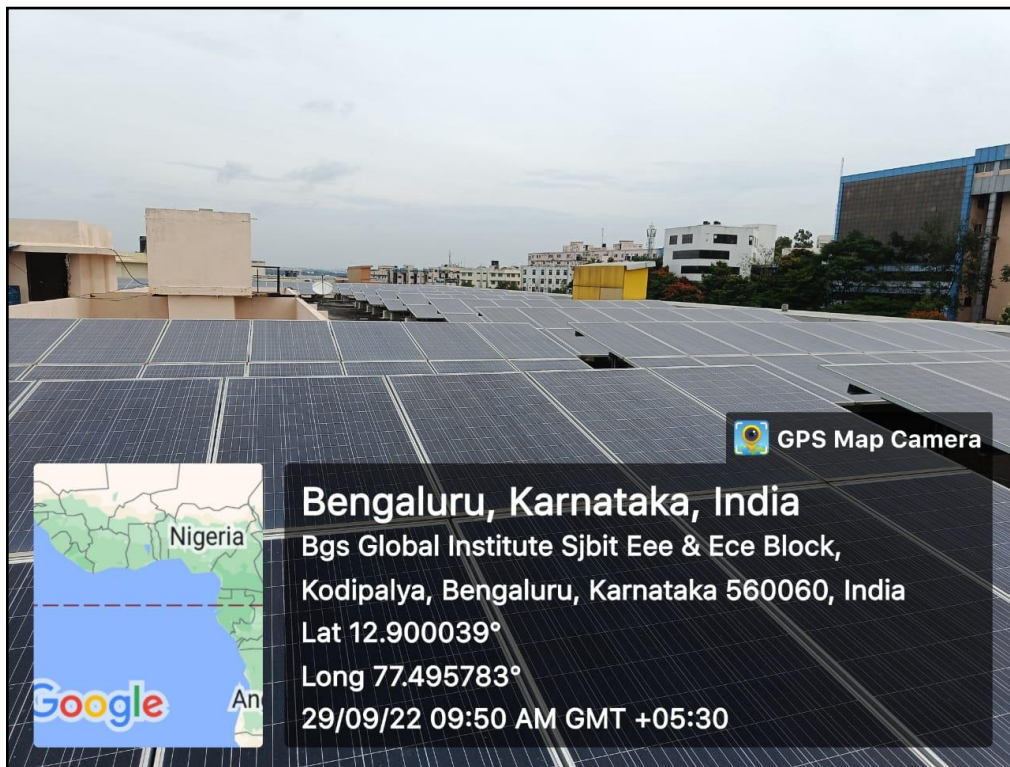 GPS Map Camera
Nigeria
An
Google
Bengaluru, Karnataka, India
Bgs Global Institute Sjbit Eee & Ece Block,
Kodipalya, Bengaluru, Karnataka 560060, India
Lat 12.900039°
Long 77.495783°
29/09/22 09:50 AM GMT +05:30